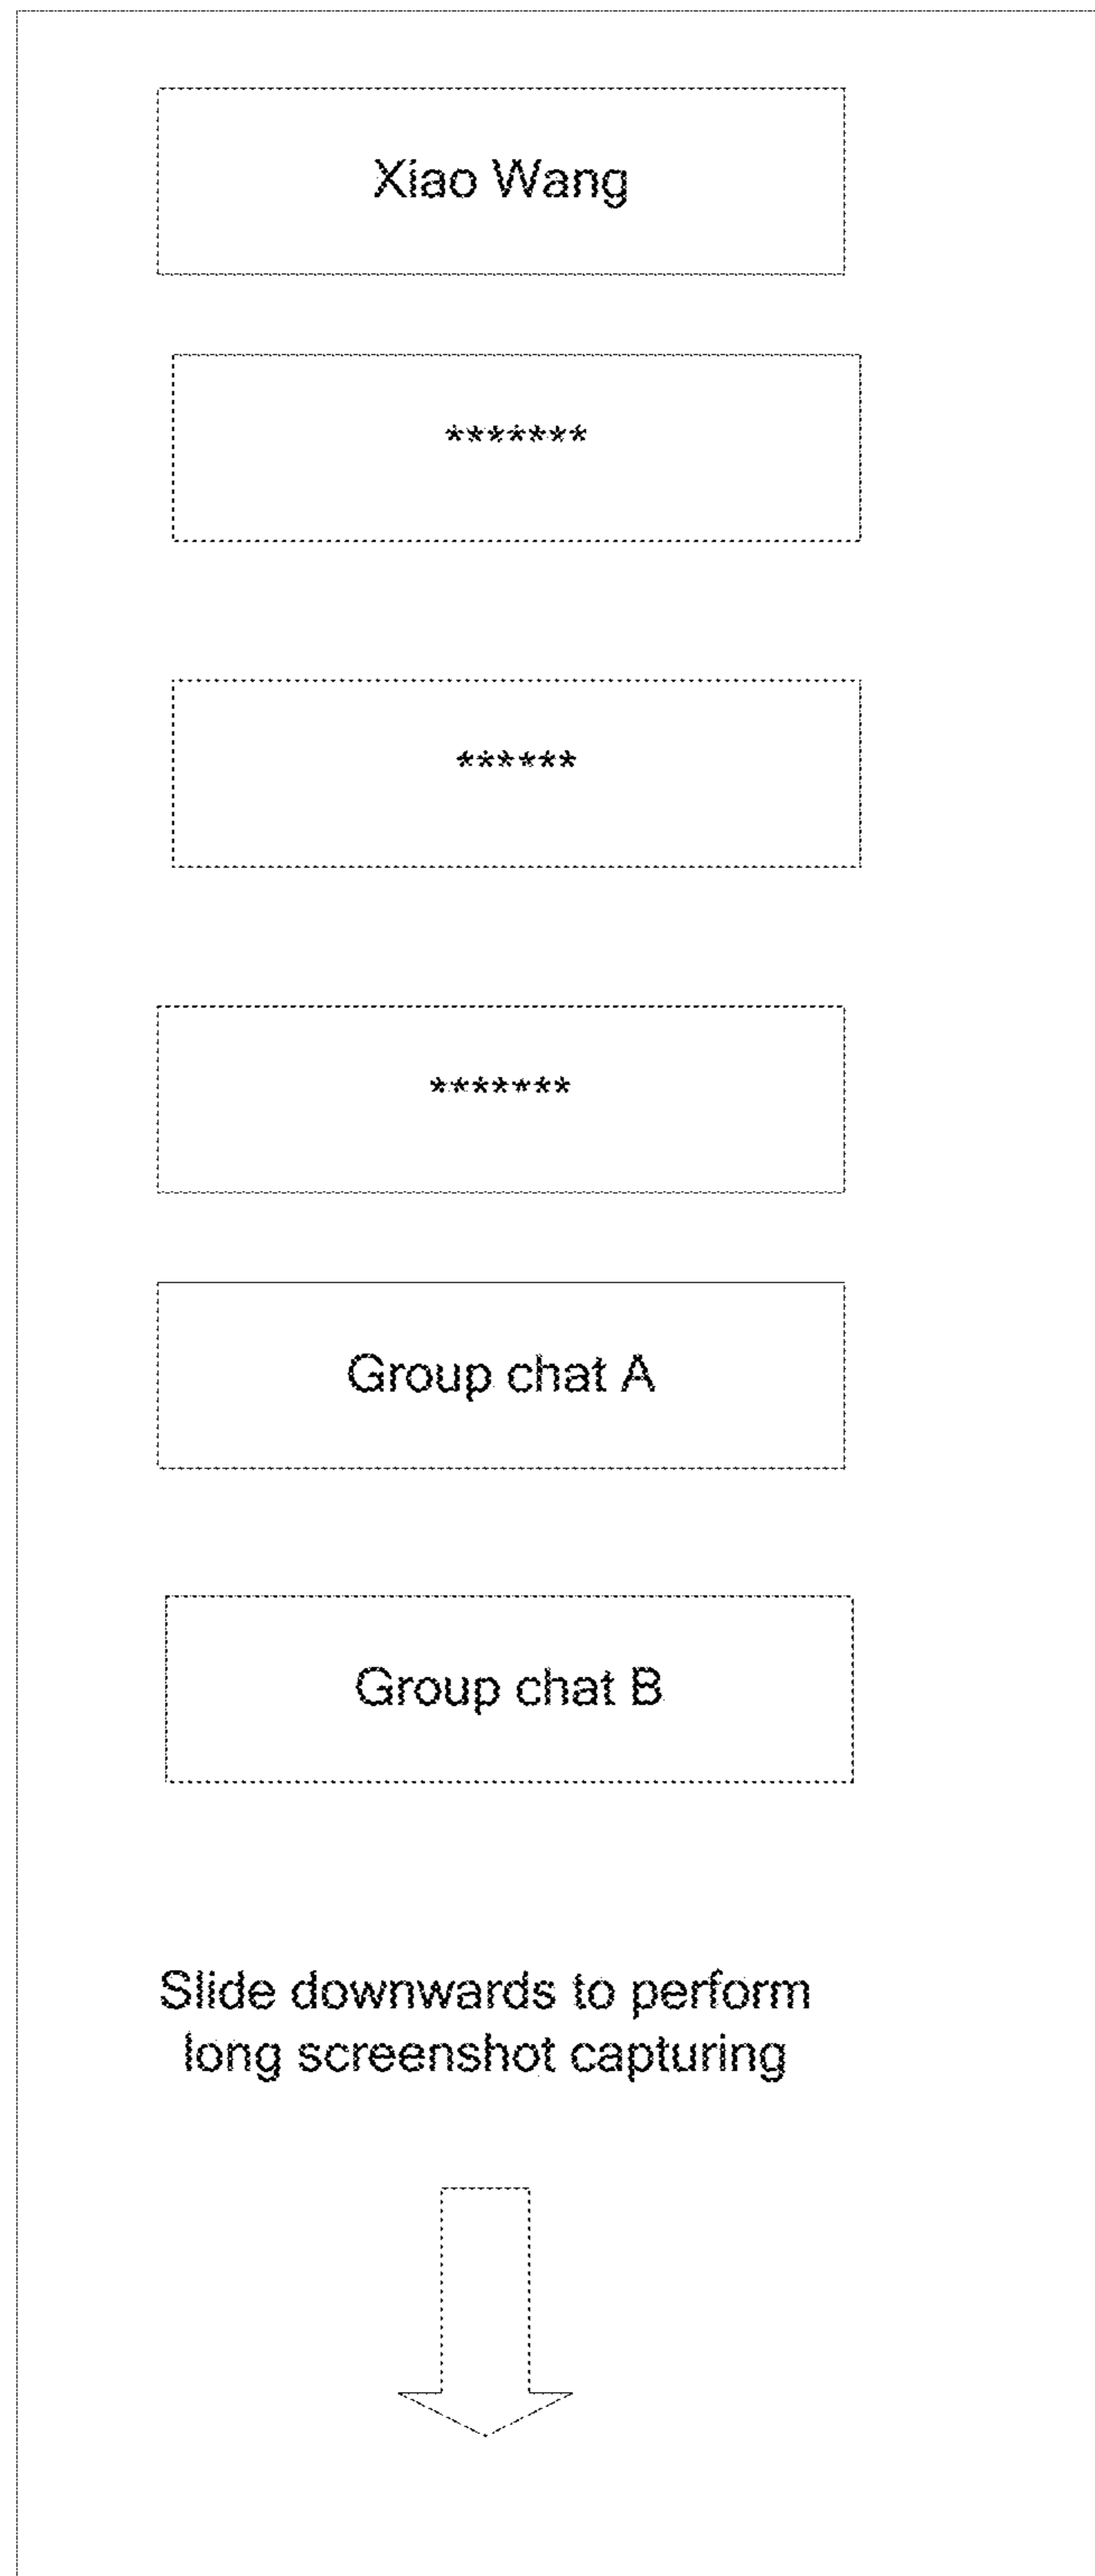 Xiao Wang
*******
******
*******
Group chat A
Group chat B
Slide downwards to perform
long screenshot capturing